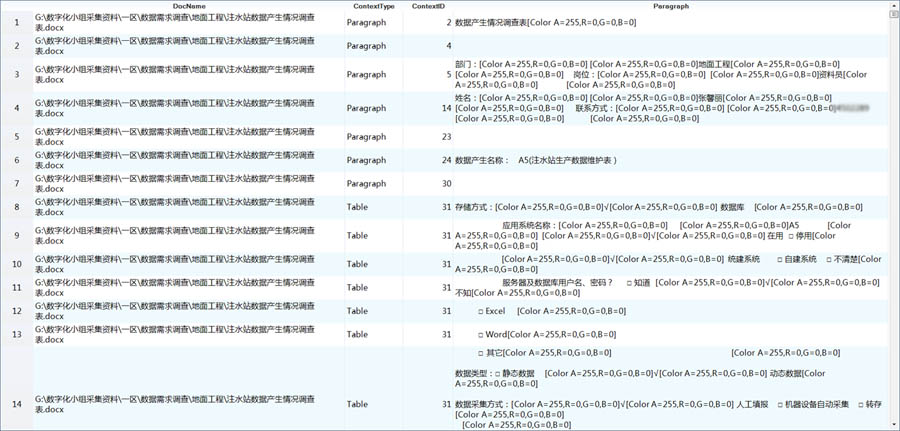 DocName ContextType ContextID Paragraph
1 G:\数字化小组采集资料\一区\数据需求调查\地面工程\注水站数据产生情况调查 Paragraph 2 数据产生情况调查表[Color A=255,R=0,G=0,B=0]
表.docx
2 G:\数字化小组采集资料\一区\数据需求调查\地面工程\注水站数据产生情况调查 Paragraph 4
表.docx
部门：[Color A=255,R=0,G=0,B=0] [Color A=255,R=0,G=0,B=0]地面工程[Color A=255,R=0,G=0,B=0]
3 G:\数字化小组采集资料\一区\数据需求调查\地面工程\注水站数据产生情况调查 Paragraph 5 [Color A=255,R=0,G=0,B=0] 岗位：[Color A=255,R=0,G=0,B=0] [Color A=255,R=0,G=0,B=0]资料员[Color
表.docx
A=255,R=0,G=0,B=0] [Color A=255,R=0,G=0,B=0]
姓名：[Color A=255,R=0,G=0,B=0] [Color A=255,R=0,G=0,B=0]张馨丽[Color A=255,R=0,G=0,B=0]
4 G:\数字化小组采集资料\一区\数据需求调查\地面工程\注水站数据产生情况调查 Paragraph 14 [Color A=255,R=0,G=0,B=0] 联系方式：[Color A=255,R=0,G=0,B=0] [Color A=255,R=0,G=0,B=0]
表.docx
[Color A=255,R=0,G=0,B=0] [Color A=255,R=0,G=0,B=0]
5 G:\数字化小组采集资料\一区\数据需求调查\地面工程\注水站数据产生情况调查 Paragraph 23
表.docx
6 G:\数字化小组采集资料\一区\数据需求调查\地面工程\注水站数据产生情况调查 Paragraph 24 数据产生名称： A5(注水站生产数据维护表）
表.docx
7 G:\数字化小组采集资料\一区\数据需求调查\地面工程\注水站数据产生情况调查 Paragraph 30
表.docx
8 G:\数字化小组采集资料\一区\数据需求调查\地面工程\注水站数据产生情况调查 Table 31 存储方式：[Color A=255,R=0,G=0,B=0]√[Color A=255,R=0,G=0,B=0] 数据库 [Color A=255,R=0,G=0,B=0]
表.docx
应用系统名称：[Color A=255,R=0,G=0,B=0] [Color A=255,R=0,G=0,B=0]A5 [Color
9 G:\数字化小组采集资料\一区\数据需求调查\地面工程\注水站数据产生情况调查 Table 31 A=255,R=0,G=0,B=0] [Color A=255,R=0,G=0,B=0]√[Color A=255,R=0,G=0,B=0] 在用 □ 停用[Color
表.docx
A=255,R=0,G=0,B=0]
10 G:\数字化小组采集资料\一区\数据需求调查\地面工程\注水站数据产生情况调查 Table 31 [Color A=255,R=0,G=0,B=0]√[Color A=255,R=0,G=0,B=0] 统建系统 □ 自建系统 □ 不清楚[Color
表.docx A=255,R=0,G=0,B=0]
11 G:\数字化小组采集资料\一区\数据需求调查\地面工程\注水站数据产生情况调查 Table 31 服务器及数据库用户名、密码？ □ 知道 [Color A=255,R=0,G=0,B=0]√[Color A=255,R=0,G=0,B=0]
表.docx 不知[Color A=255,R=0,G=0,B=0]
12 G:\数字化小组采集资料\一区\数据需求调查\地面工程\注水站数据产生情况调查 Table 31 □ Excel [Color A=255,R=0,G=0,B=0]
表.docx
13 G:\数字化小组采集资料\一区\数据需求调查\地面工程\注水站数据产生情况调查 Table 31 □ Word[Color A=255,R=0,G=0,B=0]
表.docx
□ 其它[Color A=255,R=0,G=0,B=0] [Color A=255,R=0,G=0,B=0]
数据类型：□ 静态数据 [Color A=255,R=0,G=0,B=0]√[Color A=255,R=0,G=0,B=0] 动态数据[Color
A=255,R=0,G=0,B=0]
14 G:\数字化小组采集资料\一区\数据需求调查\地面工程\注水站数据产生情况调查 Table 31 数据采集方式：[Color A=255,R=0,G=0,B=0]√[Color A=255,R=0,G=0,B=0] 人工填报 □ 机器设备自动采集 □ 转存
表.docx
[Color A=255,R=0,G=0,B=0]
[Color A=255,R=0,G=0,B=0]